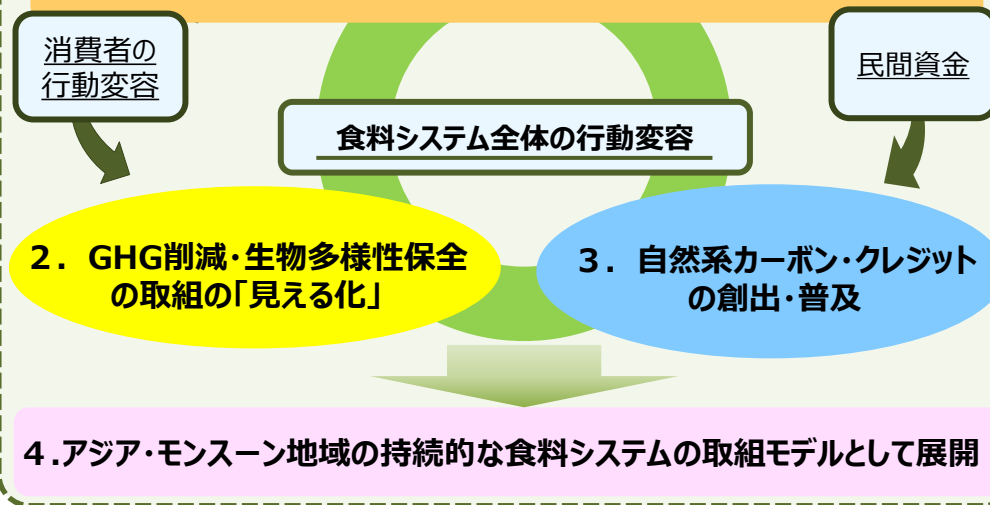 消費者の
行動変容
民間資金
食料システム全体の行動変容
２．GHG削減・生物多様性保全
の取組の「見える化」
３．自然系カーボン・クレジット
の創出・普及
４.アジア・モンスーン地域の持続的な食料システムの取組モデルとして展開